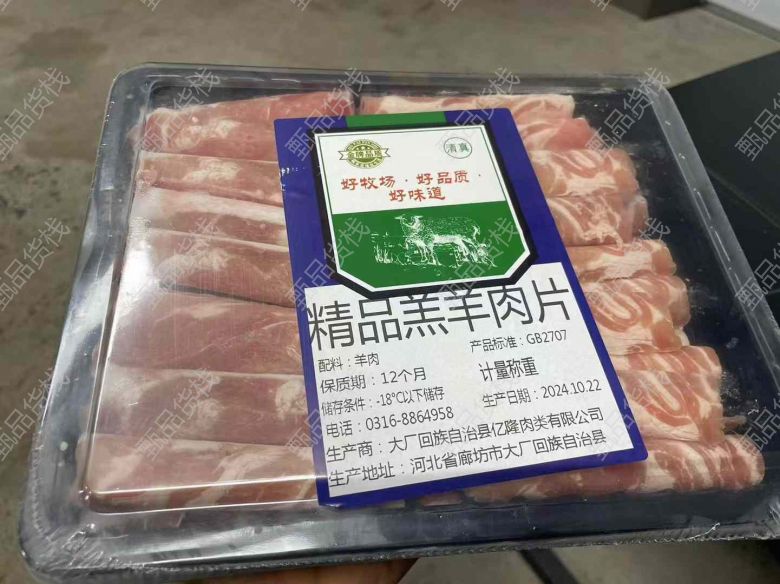 清真
好牧场·好品质·
好味道
精品羔羊肉片
配料：羊肉
产品标准：GB2707
保质期：12个月
计量称重
储存条件：-18°C以下储存
生产日期：2024.10.22
电话：0316-8864958
生产商：大厂回族自治县亿隆肉类有限公司
生产地址：河北省廊坊市大厂回族自治县
甄品货栈